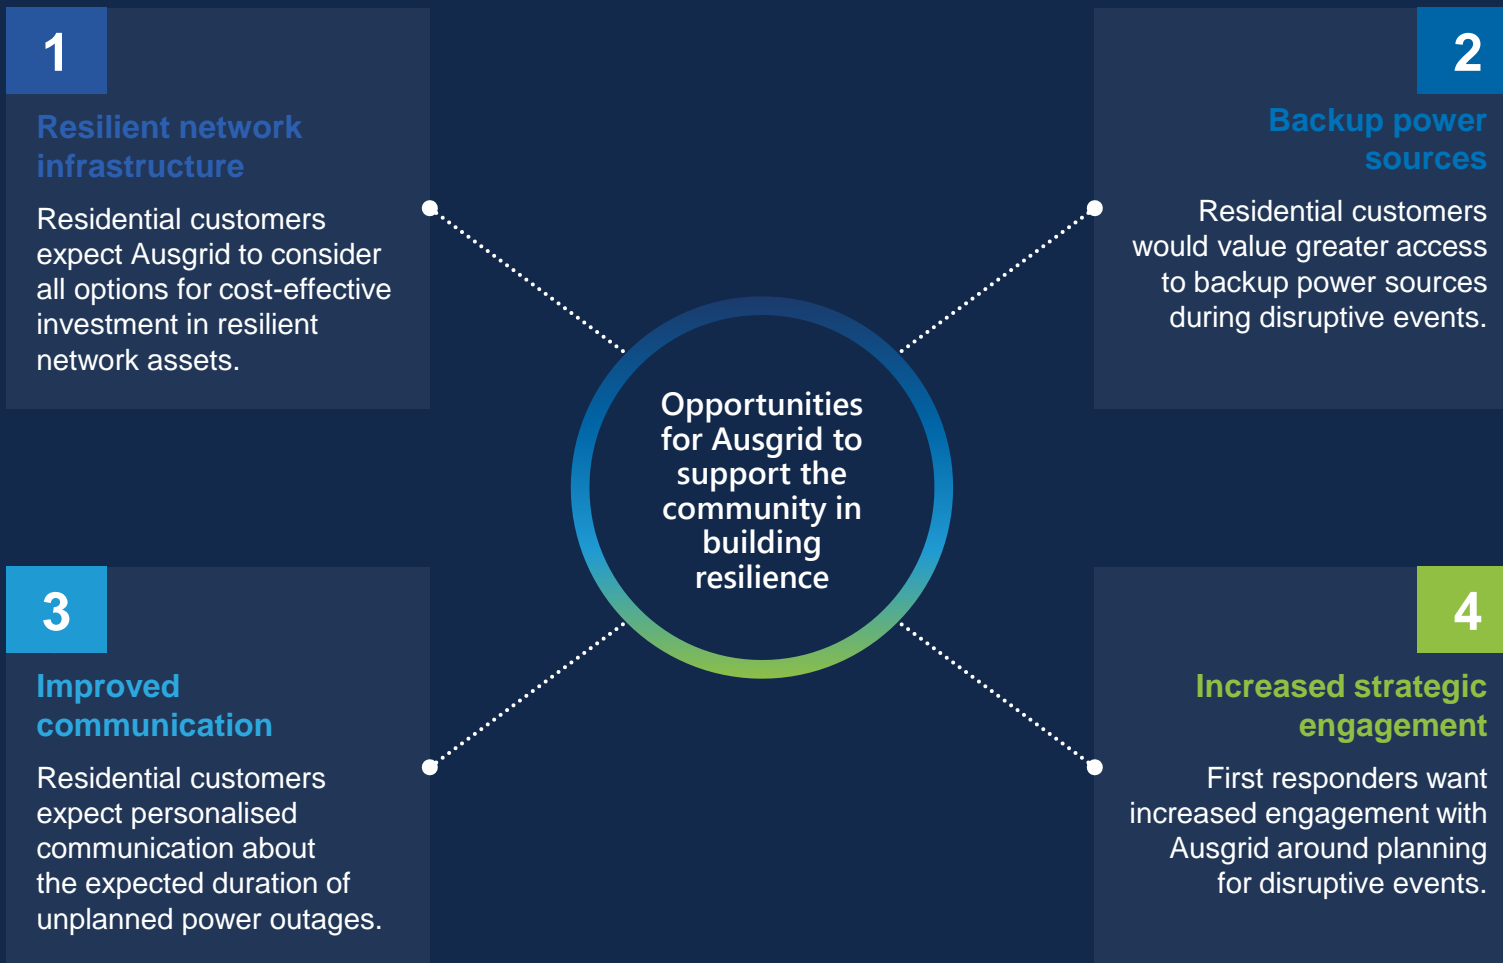 1
Resilient network
infrastructure
Residential customers
expect Ausgrid to consider
all options for cost-effective
investment in resilient
network assets.
2
Backup power
sources
Residential customers
would value greater access
to backup power sources
during disruptive events.
Opportunities
for Ausgrid to
support the
community in
building
resilience
3
Improved
communication
Residential customers
expect personalised
communication about
the expected duration of
unplanned power outages.
4
Increased strategic
engagement
First responders want
increased engagement with
Ausgrid around planning
for disruptive events.